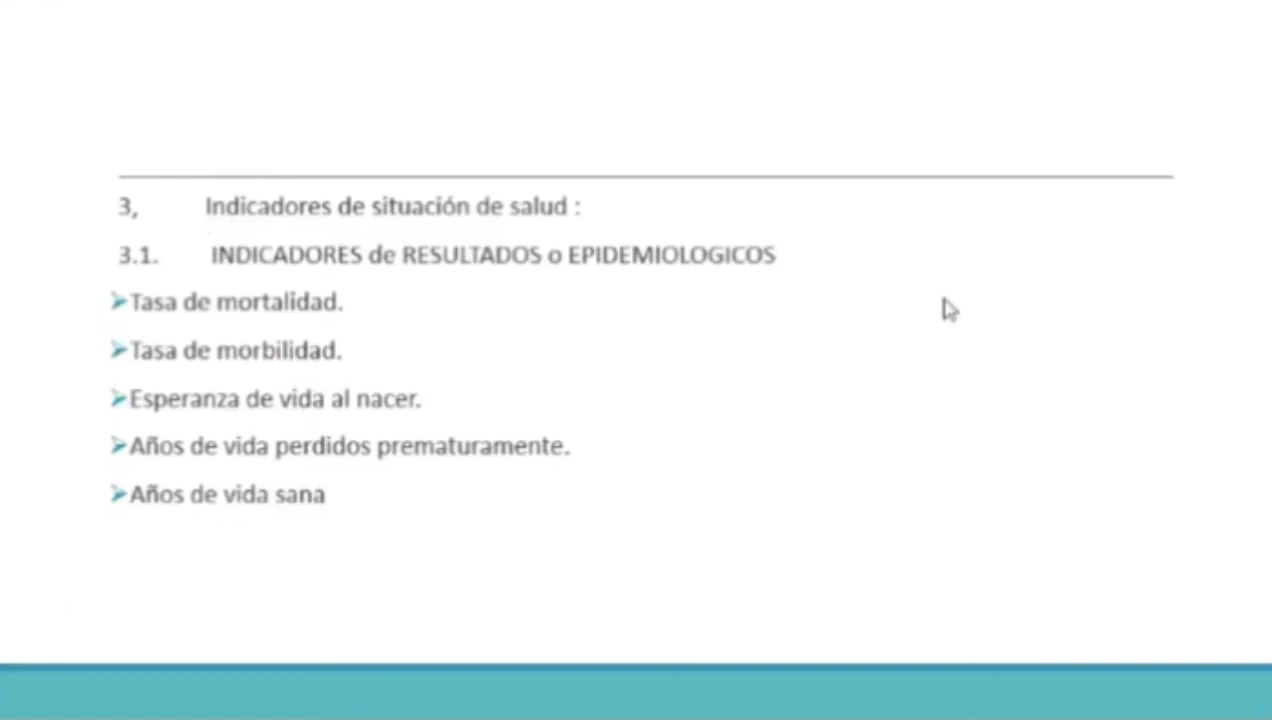 3, Indicadores de situación de salud :
3.1. INDICADORES de RESULTADOS o EPIDEMIOLOGICOS
➢Tasa de mortalidad.
➢Tasa de morbilidad.
➢Esperanza de vida al nacer.
➢Años de vida perdidos prematuramente.
➢Años de vida sana